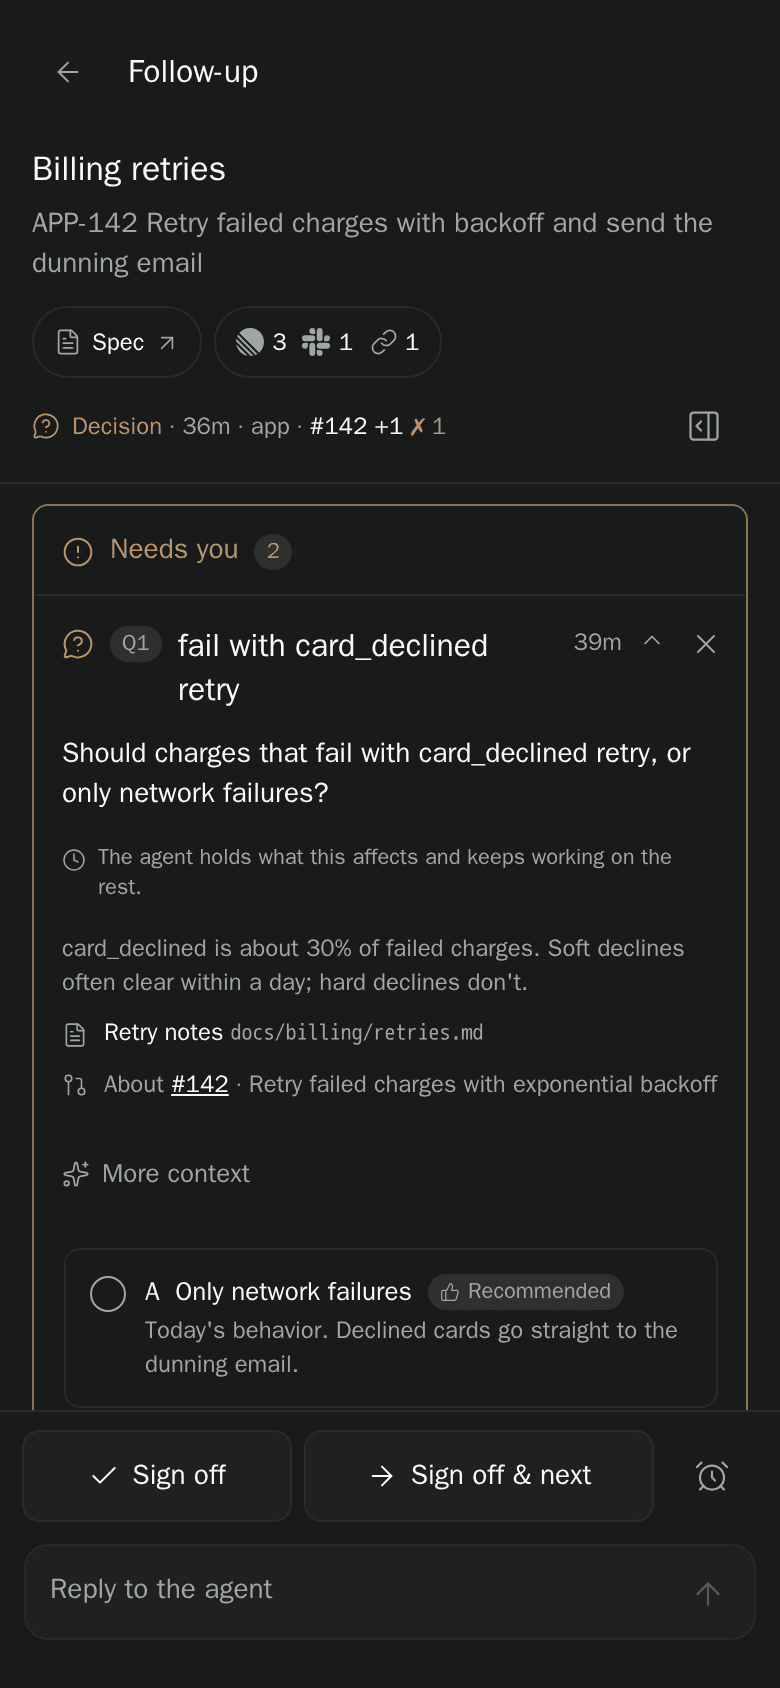 Follow-up
Billing retries
APP-142 Retry failed charges with backoff and send the
dunning email
Spec
3 1 1
Decision · 36m · app · #142 +1 ✗ 1
Needs you 2
Q1 fail with card_declined 39m
retry
Should charges that fail with card_declined retry, or
only network failures?
The agent holds what this affects and keeps working on the
rest.
card_declined is about 30% of failed charges. Soft declines
often clear within a day; hard declines don't.
Retry notes docs/billing/retries.md
About #142 · Retry failed charges with exponential backoff
More context
A Only network failures Recommended
Today's behavior. Declined cards go straight to the
dunning email.
Sign off Sign off & next
Reply to the agent